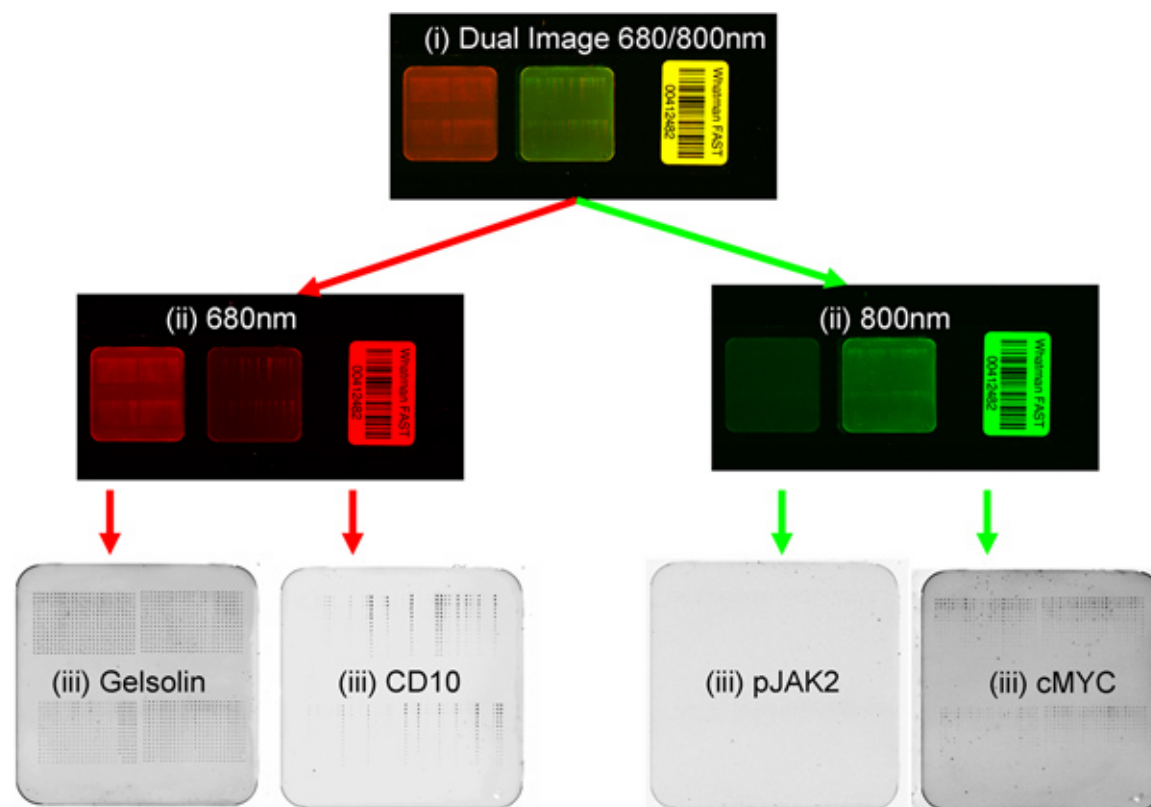 (i) Dual Image 680/800nm
Whatman FAST
00412482
(ii) 680nm
Whatman FAST
00412482
(ii) 800nm
Whatman FAST
00412482
(iii) Gelsolin
(iii) CD10
(iii) pJAK2
(iii) cMYC